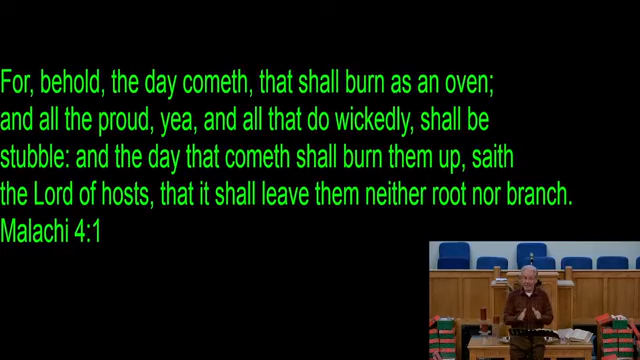 For, behold, the day cometh, that shall burn as an oven;
and all the proud, yea, and all that do wickedly, shall be
stubble: and the day that cometh shall burn them up, saith
the Lord of hosts, that it shall leave them neither root nor branch.
Malachi 4:1